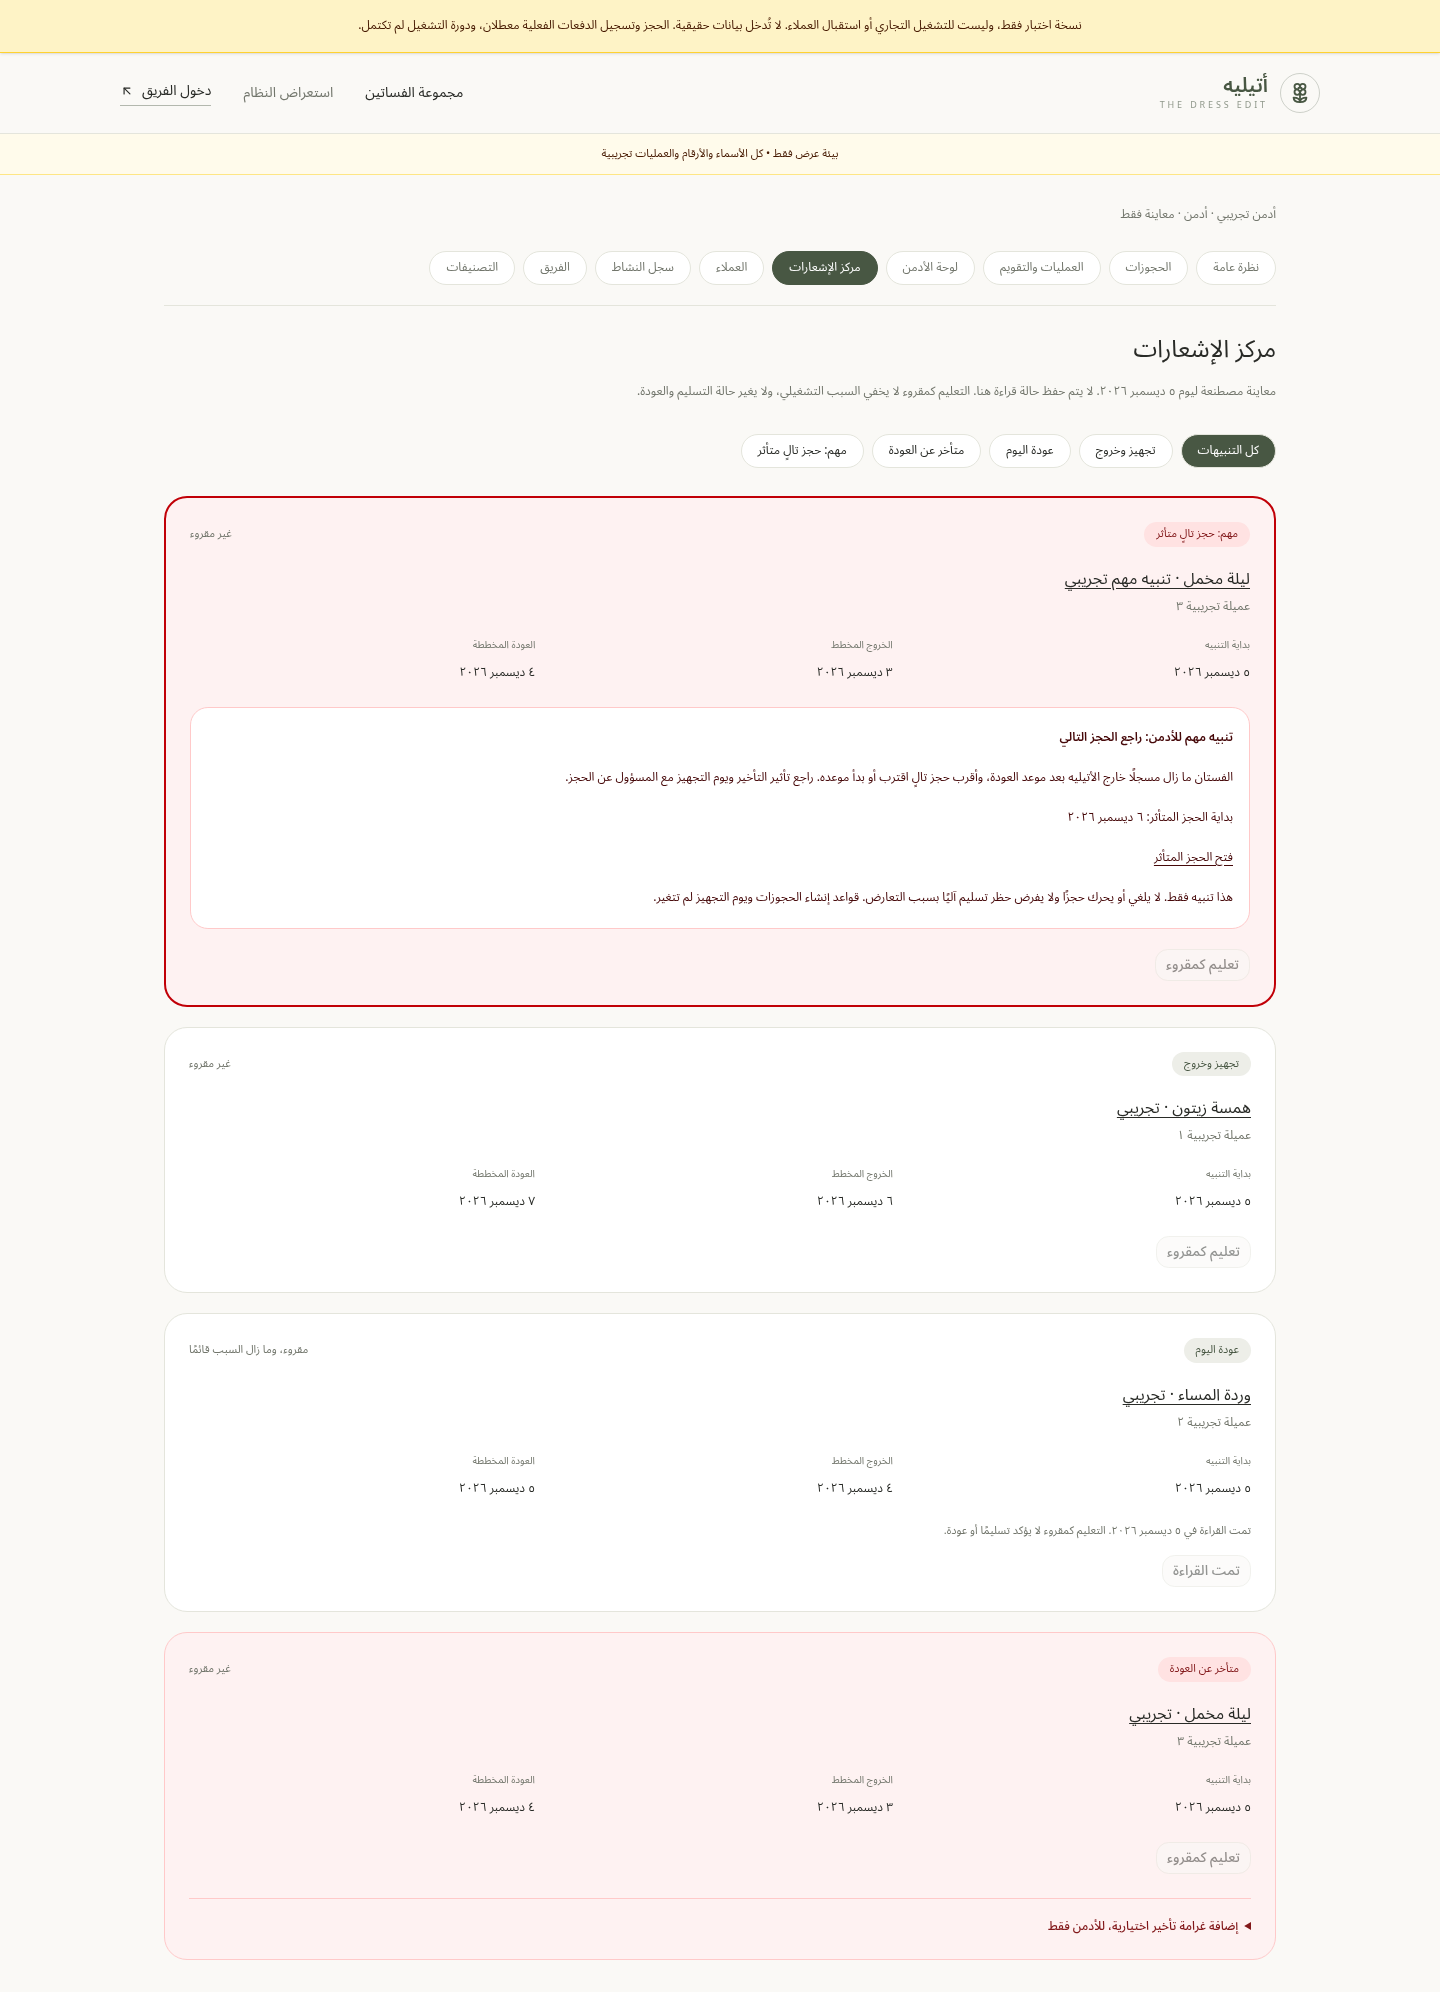 نسخة اختبار فقط، وليست للتشغيل التجاري أو استقبال العملاء. لا تُدخل بيانات حقيقية. الحجز وتسجيل الدفعات الفعلية معطلان، ودورة التشغيل لم تكتمل.
أتيليه
THE DRESS EDIT
مجموعة الفساتين
استعراض النظام
دخول الفريق
بيئة عرض فقط • كل الأسماء والأرقام والعمليات تجريبية
أدمن تجريبي · أدمن · معاينة فقط
نظرة عامة
الحجوزات
العمليات والتقويم
لوحة الأدمن
مركز الإشعارات
العملاء
سجل النشاط
الفريق
التصنيفات
مركز الإشعارات
معاينة مصطنعة ليوم ٥ ديسمبر ٢٠٢٦. لا يتم حفظ حالة قراءة هنا. التعليم كمقروء لا يخفي السبب التشغيلي، ولا يغير حالة التسليم والعودة.
كل التنبيهات
تجهيز وخروج
عودة اليوم
متأخر عن العودة
مهم: حجز تالٍ متأثر
مهم: حجز تالٍ متأثر
غير مقروء
ليلة مخمل · تنبيه مهم تجريبي
عميلة تجريبية ٣
بداية التنبيه
الخروج المخطط
العودة المخططة
٥ ديسمبر ٢٠٢٦
٣ ديسمبر ٢٠٢٦
٤ ديسمبر ٢٠٢٦
تنبيه مهم للأدمن: راجع الحجز التالي
الفستان ما زال مسجلًا خارج الأتيليه بعد موعد العودة، وأقرب حجز تالٍ اقترب أو بدأ موعده. راجع تأثير التأخير ويوم التجهيز مع المسؤول عن الحجز.
بداية الحجز المتأثر: ٦ ديسمبر ٢٠٢٦
فتح الحجز المتأثر
هذا تنبيه فقط. لا يلغي أو يحرك حجزًا ولا يفرض حظر تسليم آليًا بسبب التعارض. قواعد إنشاء الحجوزات ويوم التجهيز لم تتغير.
تعليم كمقروء
تجهيز وخروج
غير مقروء
همسة زيتون · تجريبي
عميلة تجريبية ١
بداية التنبيه
الخروج المخطط
العودة المخططة
٥ ديسمبر ٢٠٢٦
٦ ديسمبر ٢٠٢٦
٧ ديسمبر ٢٠٢٦
تعليم كمقروء
عودة اليوم
مقروء، وما زال السبب قائمًا
وردة المساء · تجريبي
عميلة تجريبية ٢
بداية التنبيه
الخروج المخطط
العودة المخططة
٥ ديسمبر ٢٠٢٦
٤ ديسمبر ٢٠٢٦
٥ ديسمبر ٢٠٢٦
تمت القراءة في ٥ ديسمبر ٢٠٢٦. التعليم كمقروء لا يؤكد تسليمًا أو عودة.
تمت القراءة
متأخر عن العودة
غير مقروء
ليلة مخمل · تجريبي
عميلة تجريبية ٣
بداية التنبيه
الخروج المخطط
العودة المخططة
٥ ديسمبر ٢٠٢٦
٣ ديسمبر ٢٠٢٦
٤ ديسمبر ٢٠٢٦
تعليم كمقروء
إضافة غرامة تأخير اختيارية، للأدمن فقط